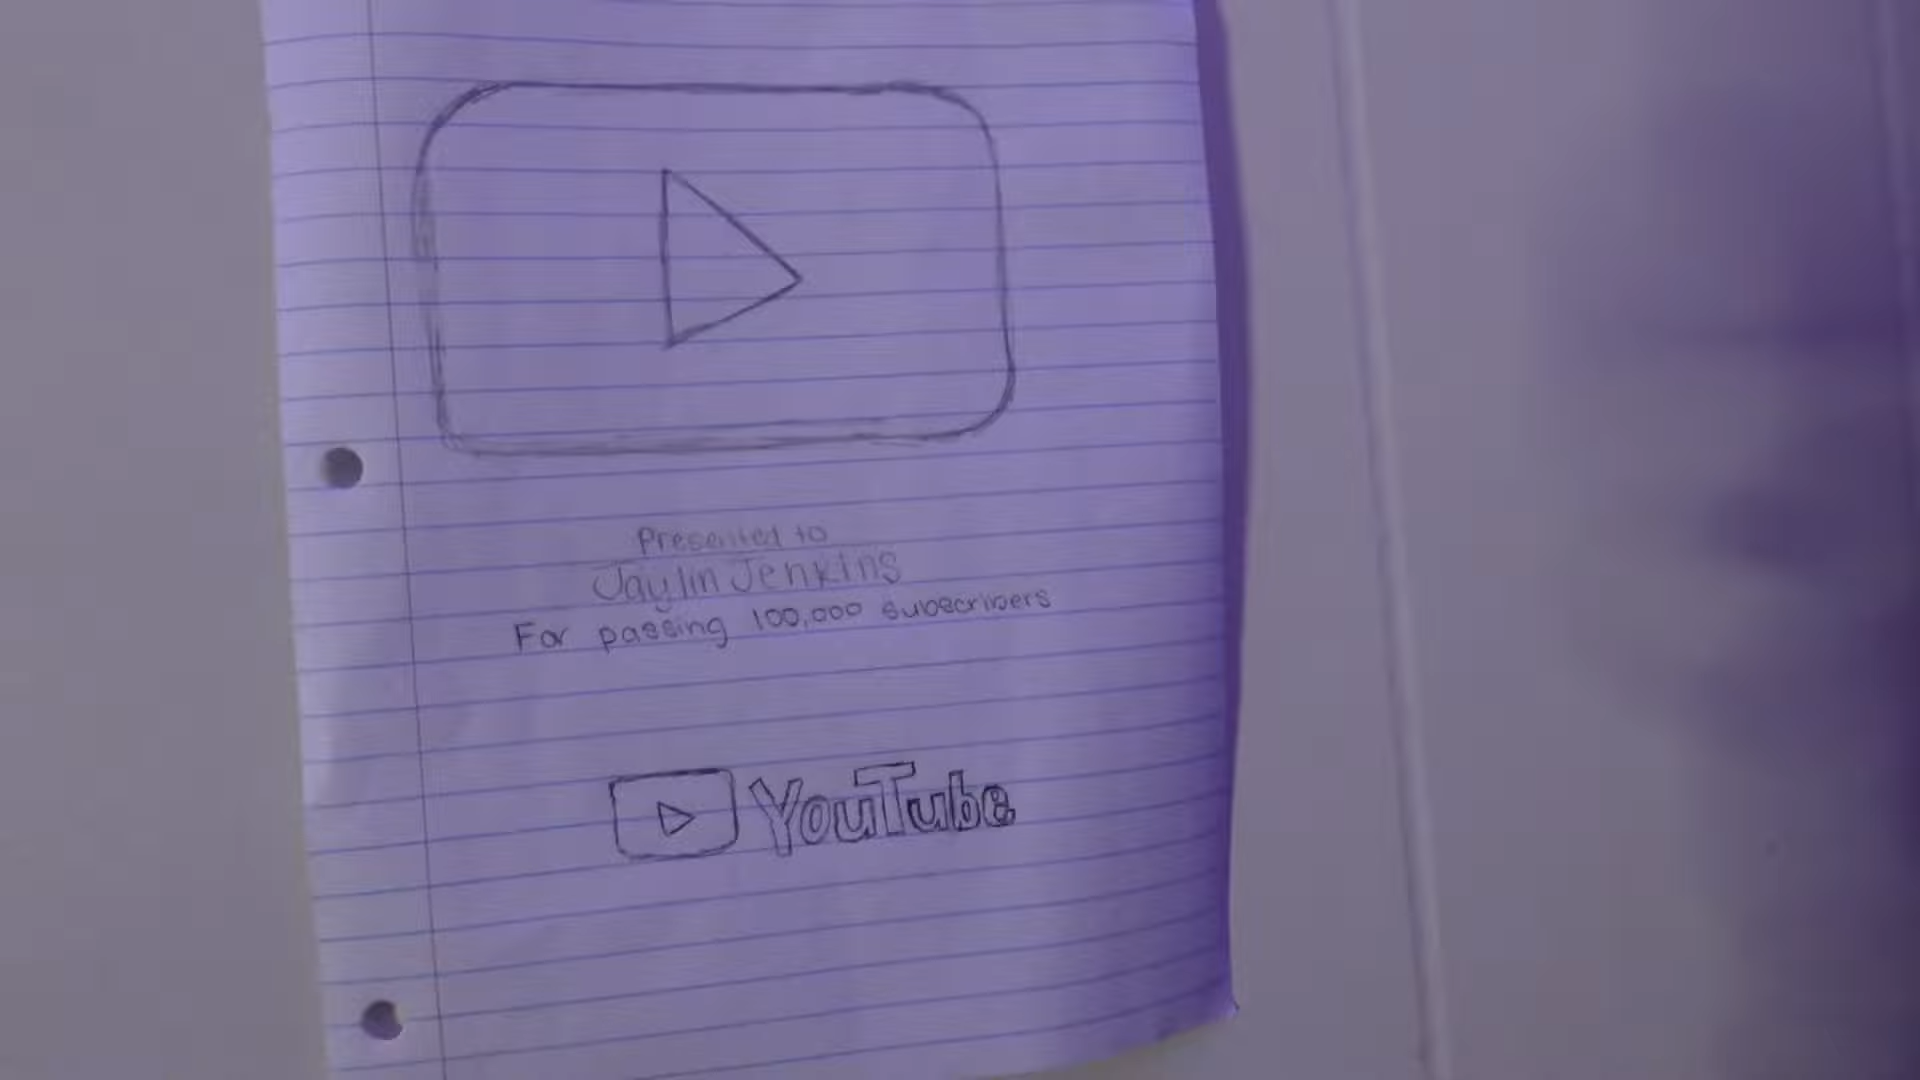 Presented to
Jaylin Jenkins
For passing 100,000 subscribers
YouTube